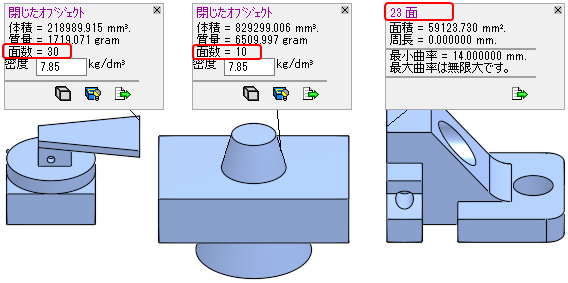 閉じたオブジェクト
体積 = 218989.915 mm³.
質量 = 1719.071 gram
面数 = 30
密度 7.85 kg/dm³
閉じたオブジェクト
体積 = 829299.006 mm³.
質量 = 6509.997 gram
面数 = 10
密度 7.85 kg/dm³
23 面
面積 = 59123.730 mm².
周長 = 0.000000 mm.
最小曲率 = 14.000000 mm.
最大曲率は無限大です。